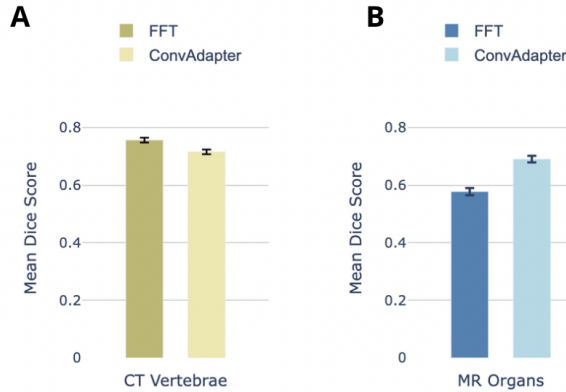 A
FFT
ConvAdapter
0.8
0.6
0.4
0.2
0
Mean Dice Score
CT Vertebrae
B
FFT
ConvAdapter
0.8
0.6
0.4
0.2
0
Mean Dice Score
MR Organs